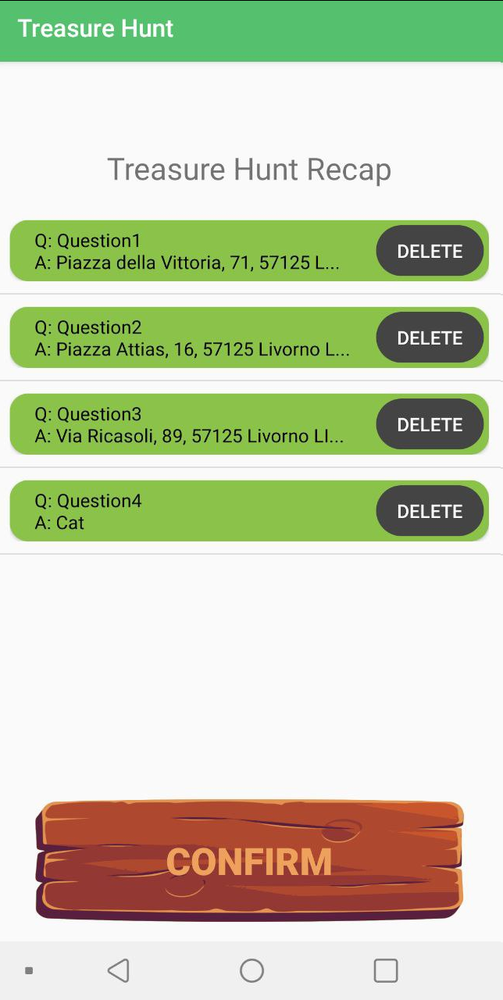 Treasure Hunt
Treasure Hunt Recap
Q: Question1
A: Piazza della Vittoria, 71, 57125 L...
DELETE
Q: Question2
A: Piazza Attias, 16, 57125 Livorno L...
DELETE
Q: Question3
A: Via Ricasoli, 89, 57125 Livorno LI...
DELETE
Q: Question4
A: Cat
DELETE
CONFIRM